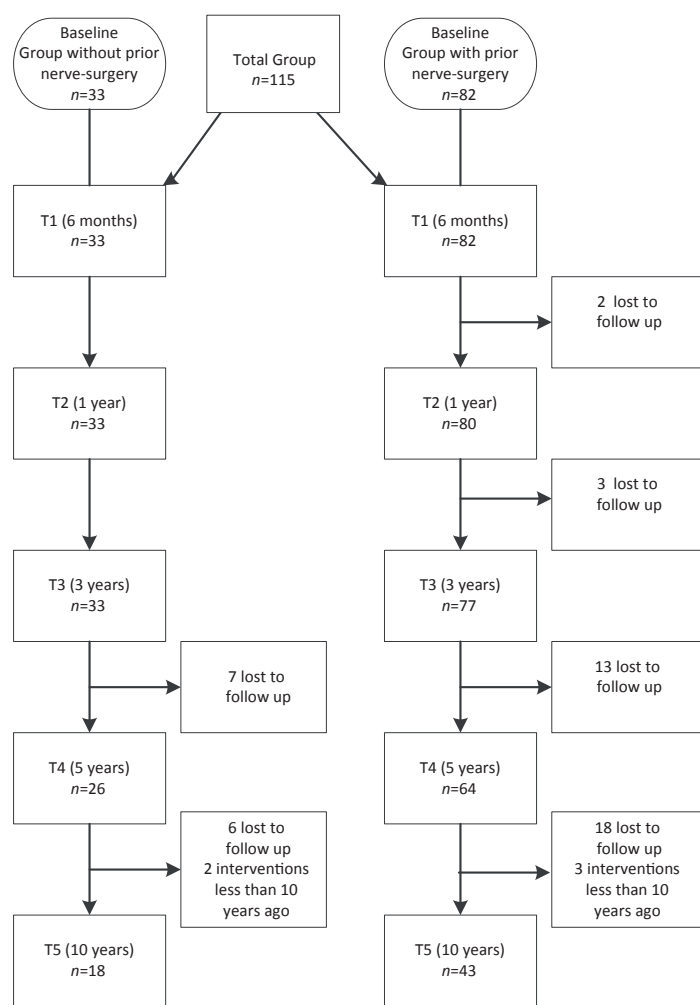 Baseline
Group without prior
nerve-surgery
n=33
Total Group
n=115
Baseline
Group with prior
nerve-surgery
n=82
T1 (6 months)
n=33
T1 (6 months)
n=82
2 lost to
follow up
T2 (1 year)
n=33
T2 (1 year)
n=80
3 lost to
follow up
T3 (3 years)
n=33
T3 (3 years)
n=77
7 lost to
follow up
13 lost to
follow up
T4 (5 years)
n=26
T4 (5 years)
n=64
6 lost to
follow up
2 interventions
less than 10
years ago
18 lost to
follow up
3 interventions
less than 10
years ago
T5 (10 years)
n=18
T5 (10 years)
n=43